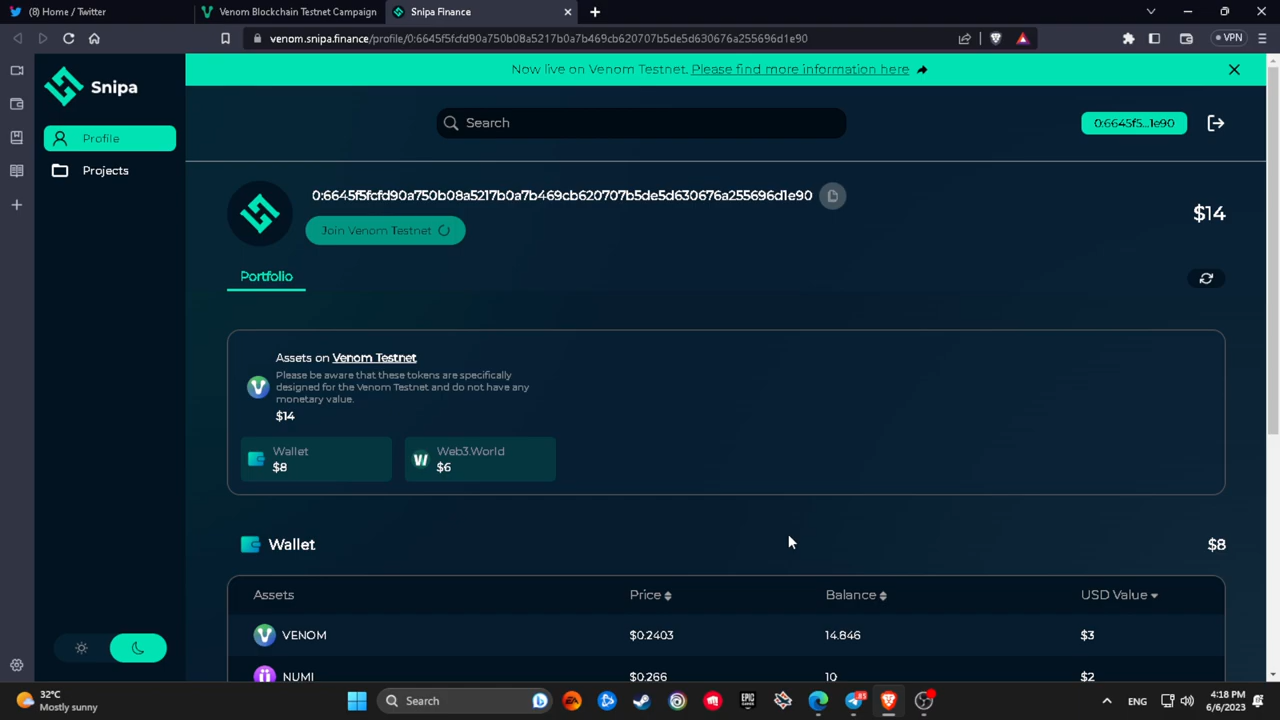 (8) Home / Twitter
Venom Blockchain Testnet Campaign
Snipa Finance
venom.snipa.finance/profile/0:6645f5fcfd90a750b08a5217b0a7b469cb620707b5de5d630676a255696d1e90
VPN
Now live on Venom Testnet. Please find more information here
Snipa
Search
0:6645f5...1e90
Profile
Projects
0:6645f5fcfd90a750b08a5217b0a7b469cb620707b5de5d630676a255696d1e90
$14
Join Venom Testnet
Portfolio
Assets on Venom Testnet
Please be aware that these tokens are specifically
designed for the Venom Testnet and do not have any
monetary value.
$14
Wallet
$8
Web3.World
$6
Wallet
$8
Assets
Price
Balance
USD Value
VENOM
$0.2403
14.846
$3
NUMI
$0.266
10
$2
32°C
Mostly sunny
Search
EPIC
GAMES
85
ENG
4:18 PM
6/6/2023